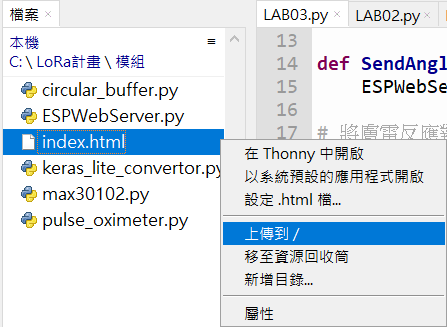 檔案
本機
C:\ LoRa計畫 \ 模組
circular_buffer.py
ESPWebServer.py
index.html
keras_lite_convertor.py
max30102.py
pulse_oximeter.py
LAB03.py
LAB02.py
13
14 def SendAngl
15 ESPWebSe
16
17 #
在 Thonny 中開啟
以系統預設的應用程式開啟
設定 .html 檔...
上傳到 /
移至資源回收筒
新增目錄...
屬性